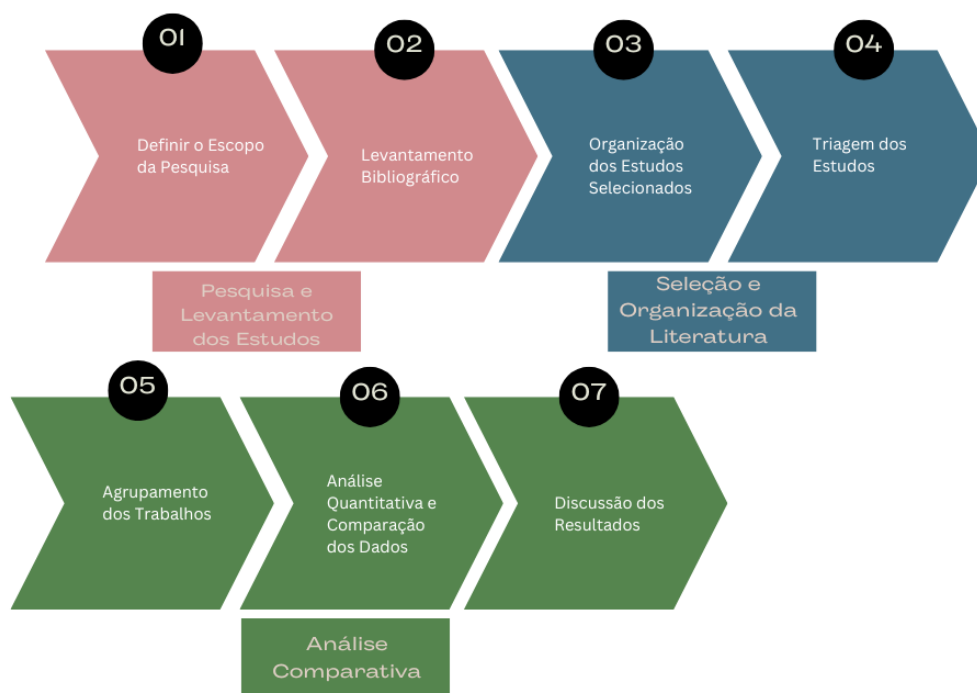 01
Definir o Escopo
da Pesquisa
02
Levantamento
Bibliográfico
03
Organização
dos Estudos
Selecionados
04
Triagem dos
Estudos
Pesquisa e
Levantamento
dos Estudos
Seleção e
Organização da
Literatura
05
Agrupamento
dos Trabalhos
06
Análise
Quantitativa e
Comparação
dos Dados
07
Discussão dos
Resultados
Análise
Comparativa